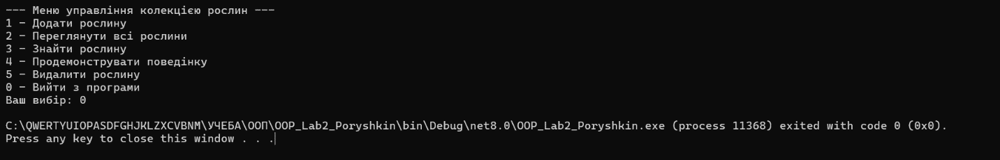 --- Меню управління колекцією рослин ---
1 - Додати рослину
2 - Переглянути всі рослини
3 - Знайти рослину
4 - Продемонструвати поведінку
5 - Видалити рослину
0 - Вийти з програми
Ваш вибір: 0
C:\QWERTYUIOPASDFGHJKLZXCVBNM\УЧЕБА\ООП\OOP_Lab2_Poryshkin\bin\Debug\net8.0\OOP_Lab2_Poryshkin.exe (process 11368) exited with code 0 (0x0).
Press any key to close this window . . .